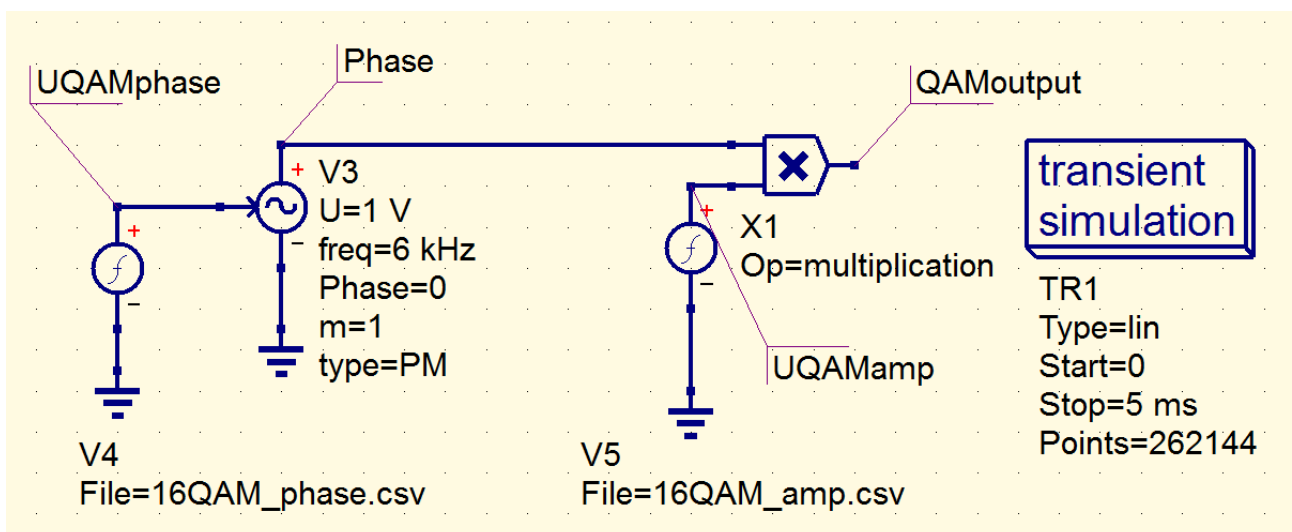 UQAMphase
Phase
QAMoutput
+
V3
U=1 V
freq=6 kHz
Phase=0
m=1
type=PM
−
+
−
V4
File=16QAM_phase.csv
+
−
X1
Op=multiplication
UQAMamp
V5
File=16QAM_amp.csv
transient
simulation
TR1
Type=lin
Start=0
Stop=5 ms
Points=262144